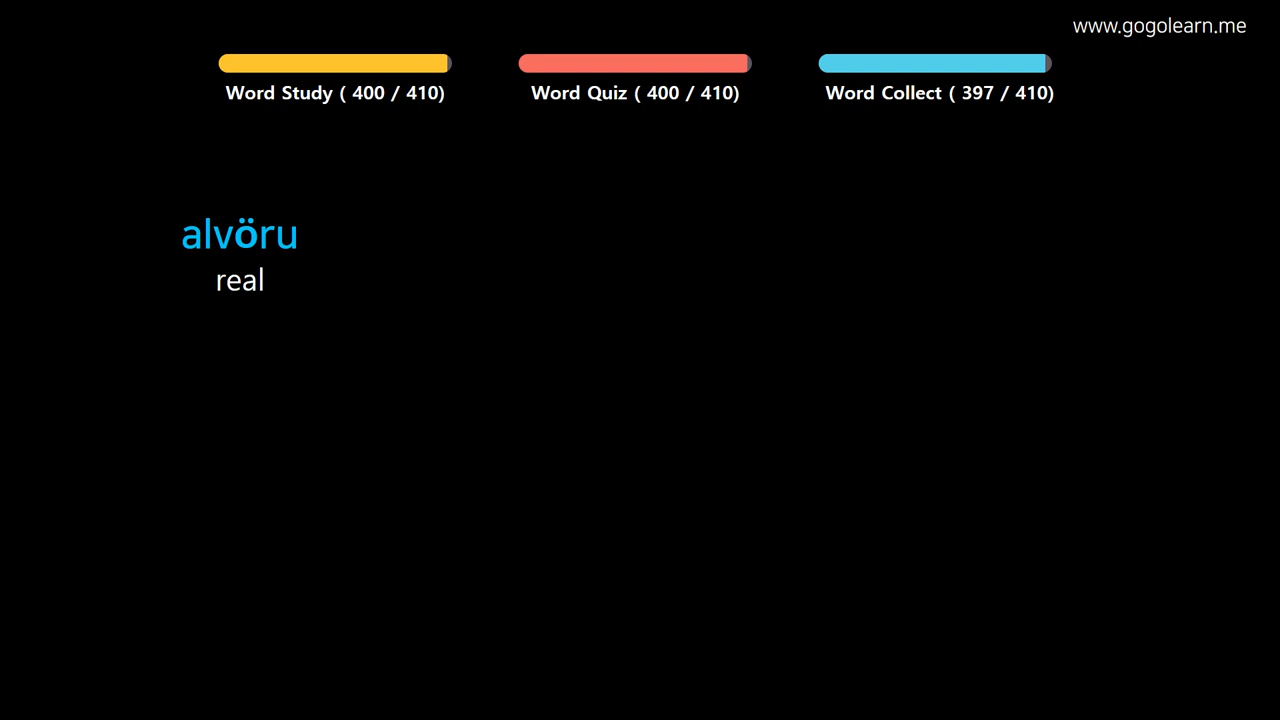 www.gogolearn.me
Word Study ( 400 / 410)
Word Quiz ( 400 / 410)
Word Collect ( 397 / 410)
alvöru
real